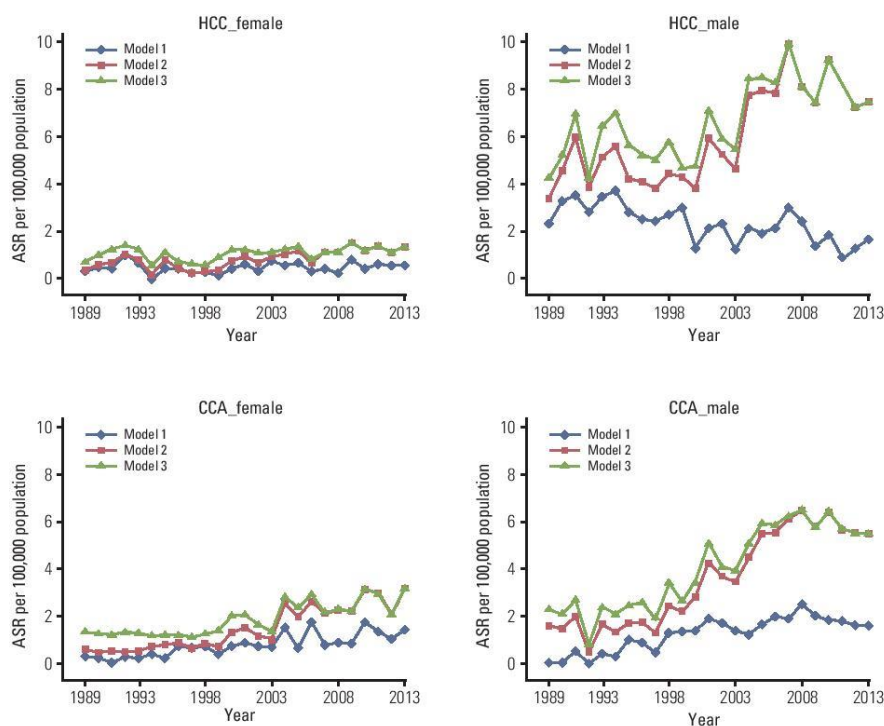 HCC_female
Model 1
Model 2
Model 3
ASR per 100,000 population
10
8
6
4
2
0
1989 1993 1998 2003 2008 2013
Year
HCC_male
Model 1
Model 2
Model 3
ASR per 100,000 population
10
8
6
4
2
0
1989 1993 1998 2003 2008 2013
Year
CCA_female
Model 1
Model 2
Model 3
ASR per 100,000 population
10
8
6
4
2
0
1989 1993 1998 2003 2008 2013
Year
CCA_male
Model 1
Model 2
Model 3
ASR per 100,000 population
10
8
6
4
2
0
1989 1993 1998 2003 2008 2013
Year